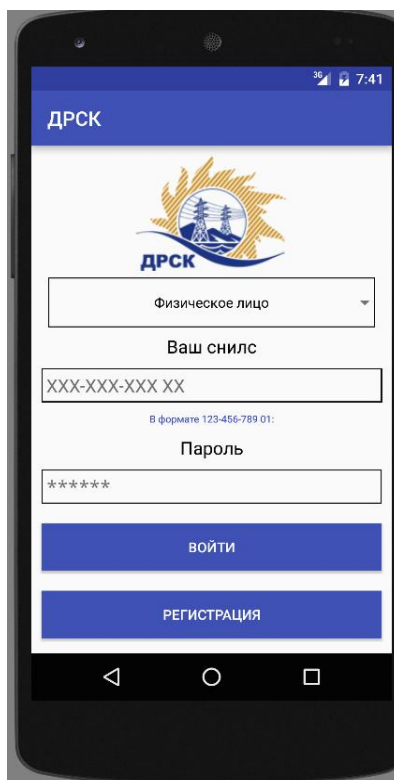 3G 7:41
ДРСК
ДРСК
Физическое лицо
Ваш снилс
XXX-XXX-XXX XX
В формате 123-456-789 01:
Пароль
******
ВОЙТИ
РЕГИСТРАЦИЯ